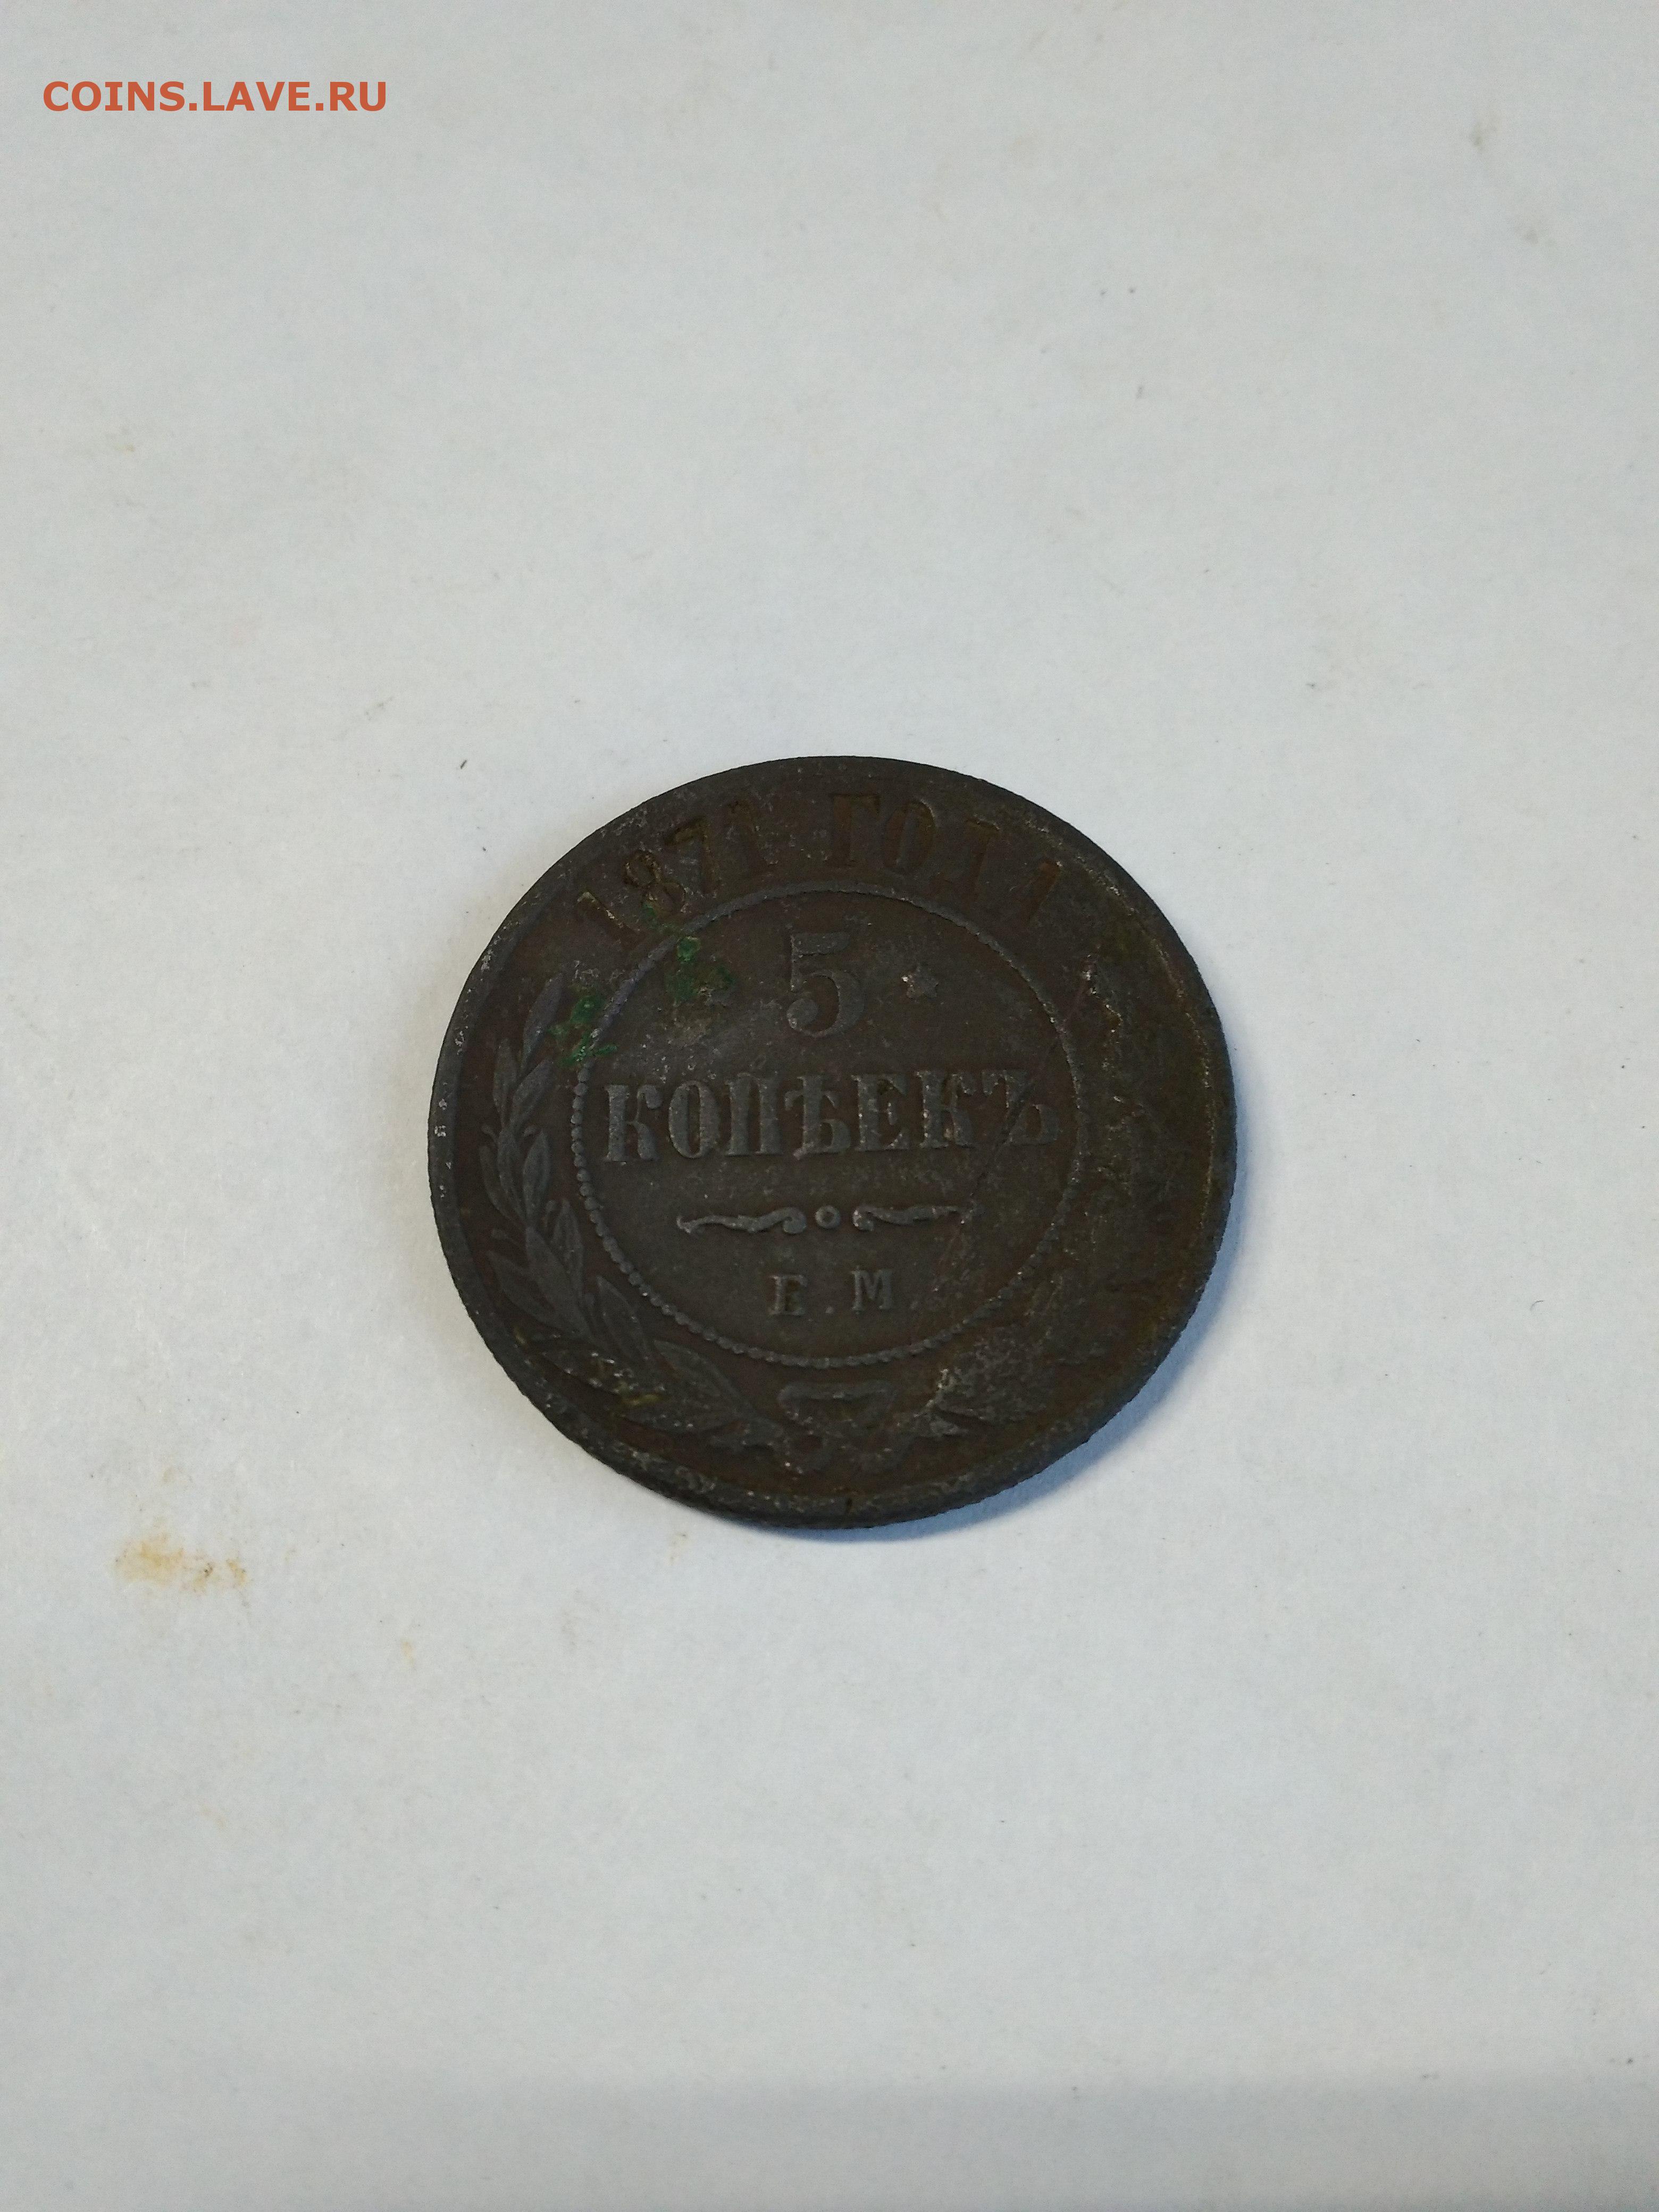 COINS.LAVE.RU
1871 ГОДА
5
КОПѢЕКЪ
Е.М.